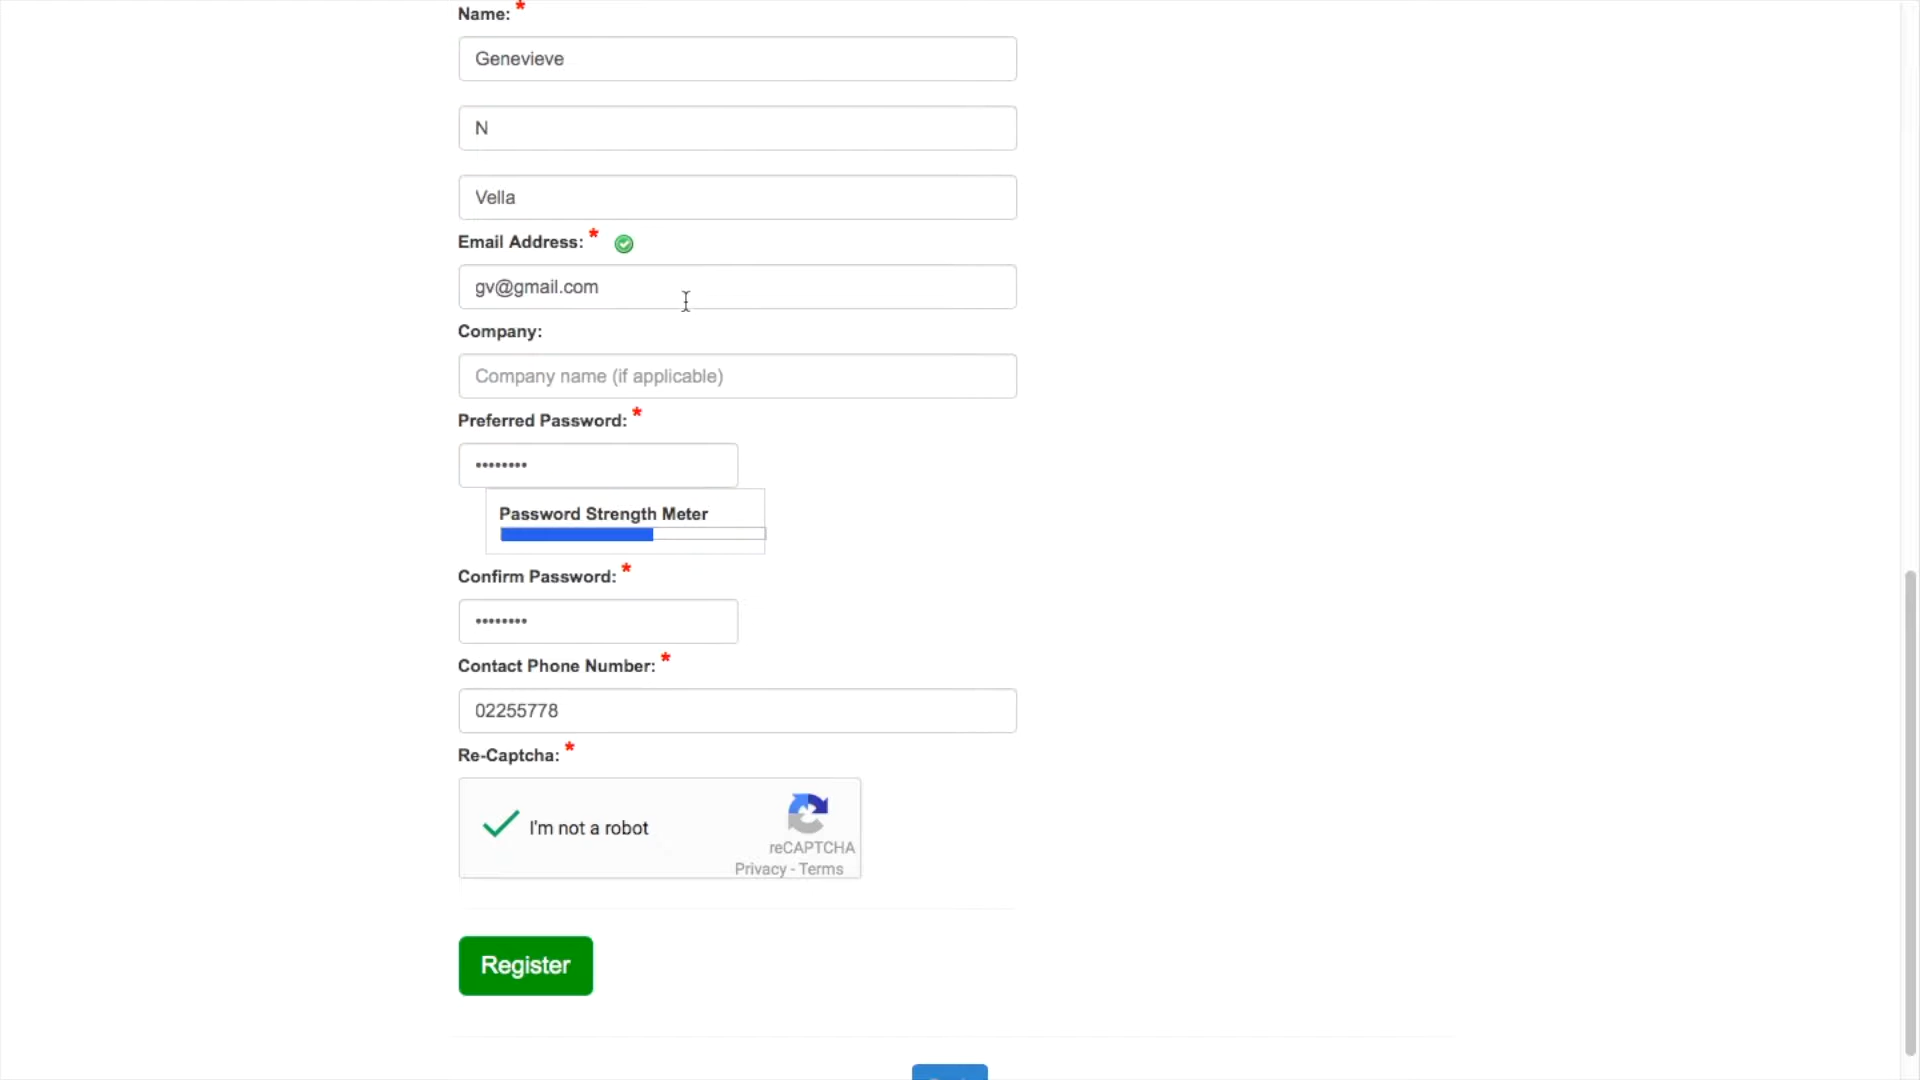 Name: *
Genevieve
N
Vella
Email Address: *
gv@gmail.com
Company:
Company name (if applicable)
Preferred Password: *
••••••••
Password Strength Meter
Confirm Password: *
••••••••
Contact Phone Number: *
02255778
Re-Captcha: *
I'm not a robot
reCAPTCHA
Privacy - Terms
Register